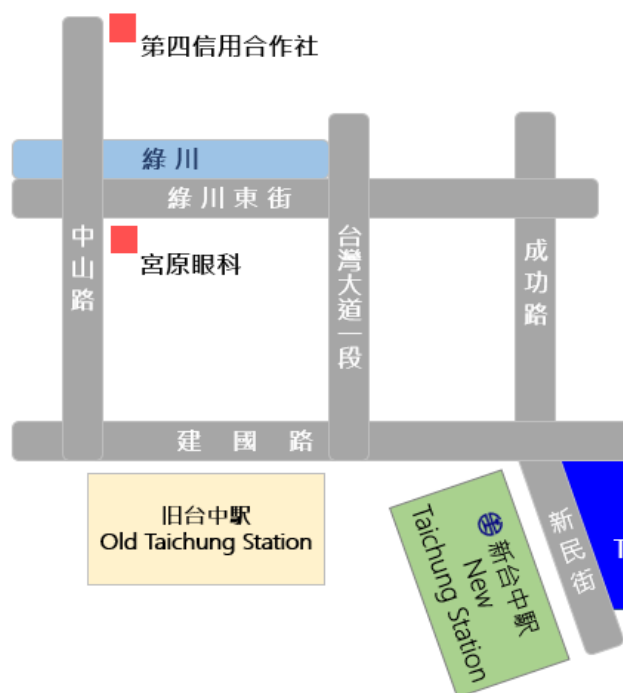 第四信用合作社
綠川
綠川東街
中山路
宮原眼科
台灣大道一段
成功路
建國路
旧台中駅
Old Taichung Station
新台中駅
New
Taichung Station
新民街
T